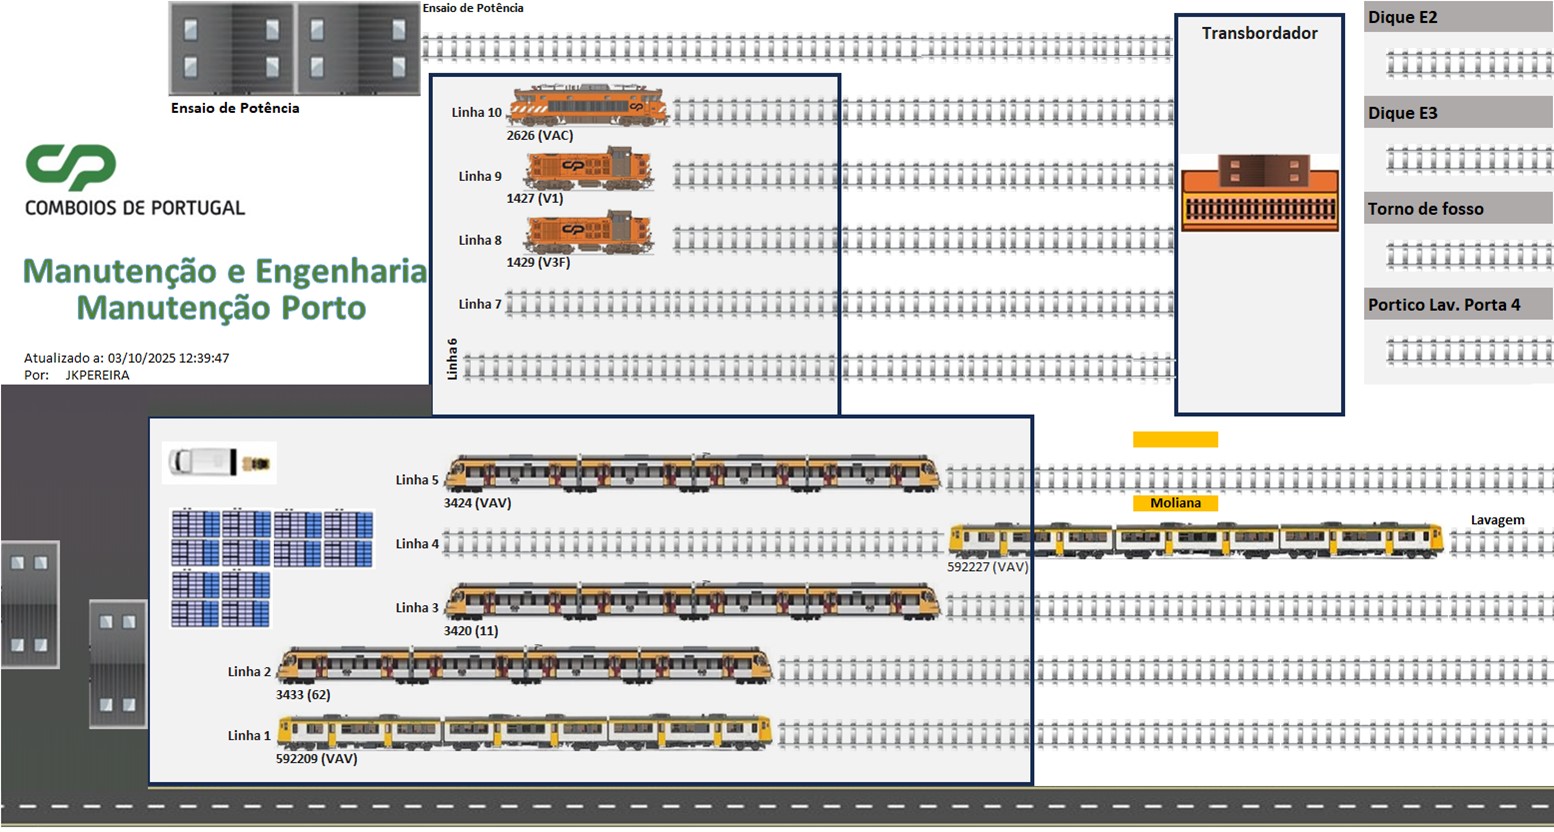 Ensaio de Potência
Ensaio de Potência
CP
COMBOIOS DE PORTUGAL
Manutenção e Engenharia
Manutenção Porto
Atualizado a: 03/10/2025 12:39:47
Por: JKPEREIRA
Linha 10
2626 (VAC)
Linha 9
1427 (V1)
Linha 8
1429 (V3F)
Linha 7
Linha 6
Transbordador
Dique E2
Dique E3
Torno de fosso
Portico Lav. Porta 4
Linha 5
3424 (VAV)
Moliana
Lavagem
Linha 4
592227 (VAV)
Linha 3
3420 (11)
Linha 2
3433 (62)
Linha 1
592209 (VAV)